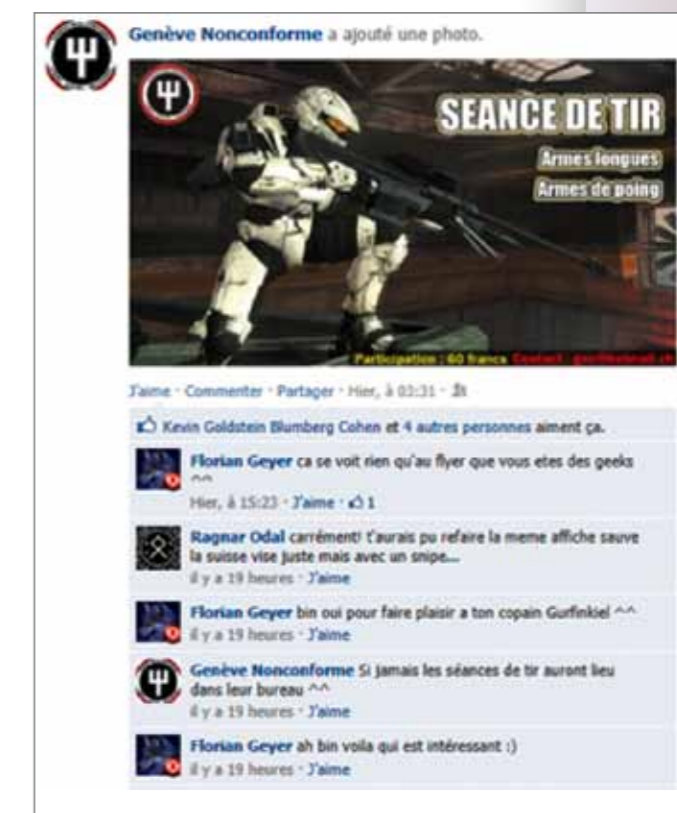 Genève Nonconforme a ajouté une photo.
SEANCE DE TIR
Armes longues
Armes de poing
Participation : 60 francs Contact :
J'aime · Commenter · Partager · Hier, à 03:31 ·
Kevin Goldstein Blumberg Cohen et 4 autres personnes aiment ça.
Florian Geyer ca se voit rien qu'au flyer que vous etes des geeks
^^
Hier, à 15:23 · J'aime · 1
Ragnar Odal carrément! t'aurais pu refaire la meme affiche sauve
la suisse vise juste mais avec un snipe...
il y a 19 heures · J'aime
Florian Geyer bin oui pour faire plaisir a ton copain Gurfinkiel ^^
il y a 19 heures · J'aime
Genève Nonconforme Si jamais les séances de tir auront lieu
dans leur bureau ^^
il y a 19 heures · J'aime
Florian Geyer ah bin voila qui est intéressant :)
il y a 19 heures · J'aime